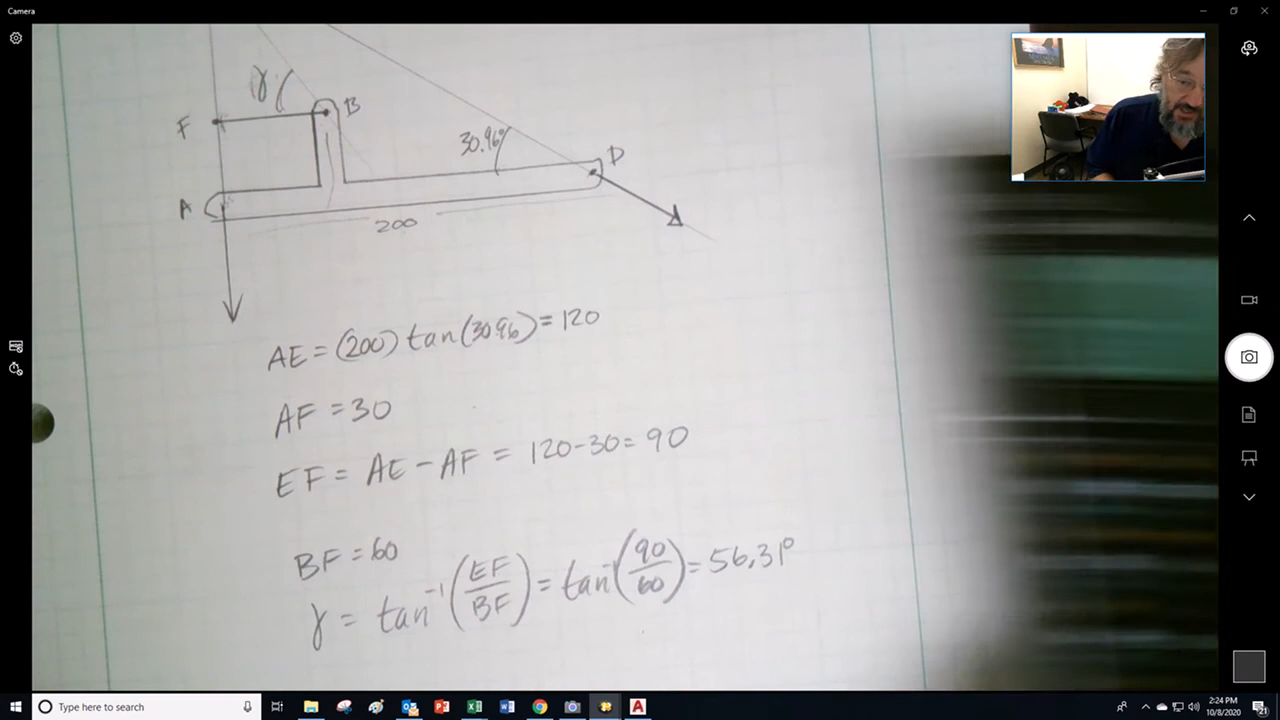 Camera
γ
B
F
30.96°
D
A
200
AE = (200) tan(30.96) = 120
AF = 30
EF = AE - AF = 120-30 = 90
BF = 60
γ = tan⁻¹(EF/BF) = tan⁻¹(90/60) = 56.31°
Type here to search
2:24 PM
10/8/2020
21